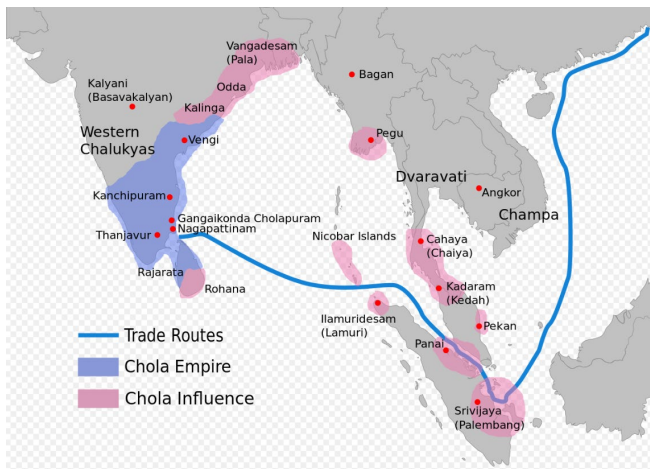 Vangadesam
(Pala)
Bagan
Kalyani
(Basavakalyan)
Odda
Kalinga
Western
Chalukyas
Vengi
Pegu
Dvaravati
Angkor
Kanchipuram
Champa
Gangaikonda Cholapuram
Nagapattinam
Thanjavur
Nicobar Islands
Cahaya
(Chaiya)
Rajarata
Rohana
Kadaram
(Kedah)
Ilamuridesam
(Lamuri)
Pekan
Panai
Srivijaya
(Palembang)
Trade Routes
Chola Empire
Chola Influence